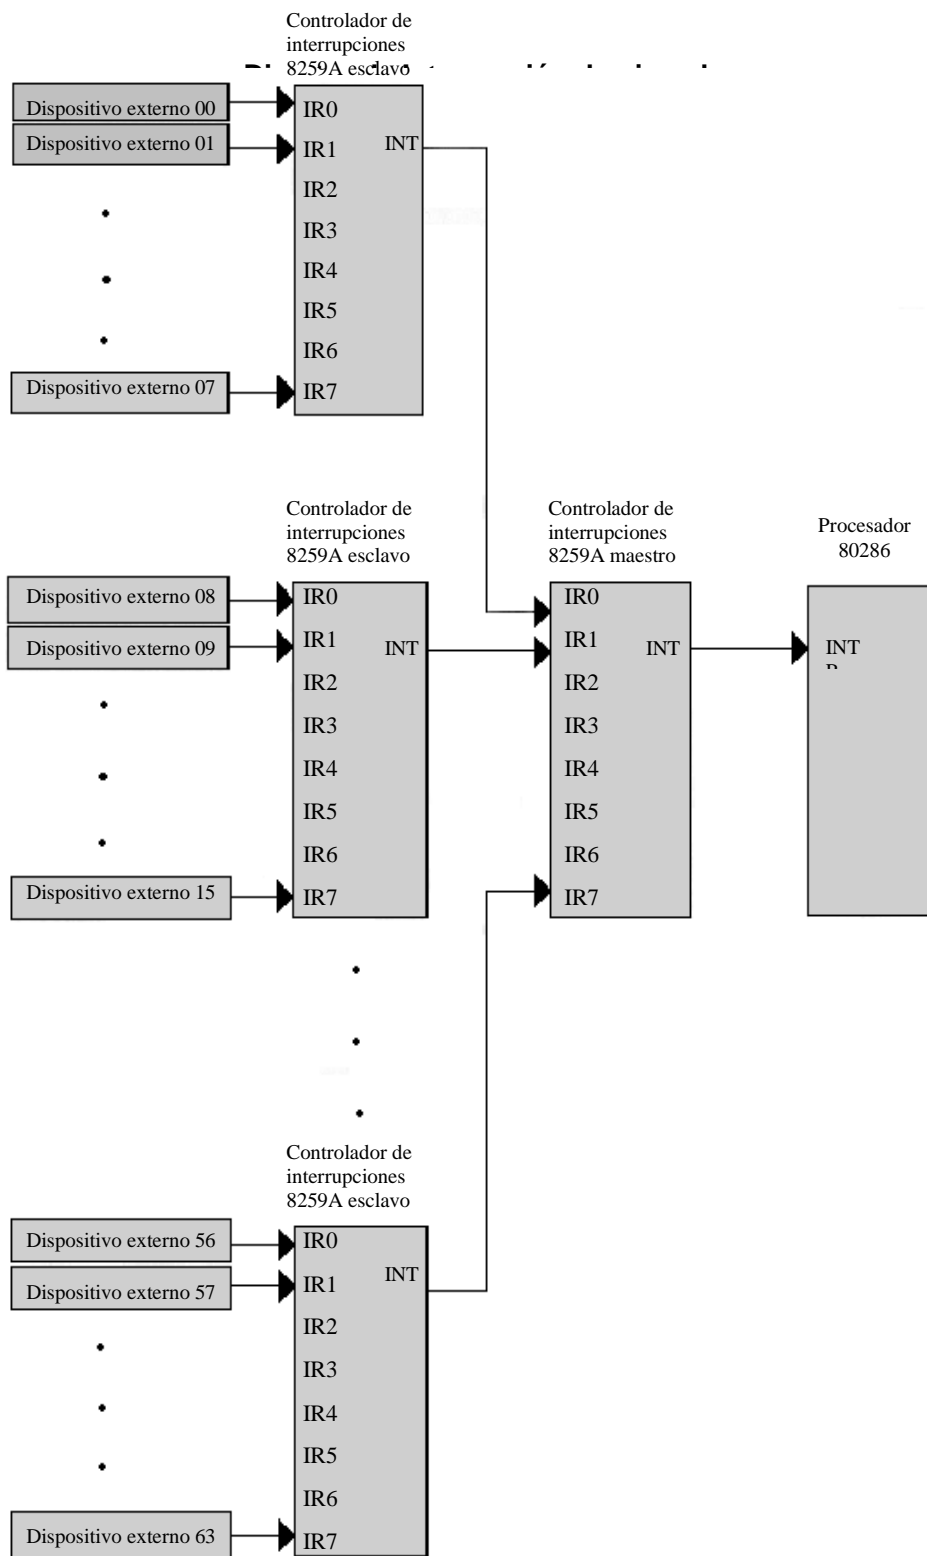 Controlador de
interrupciones
8259A esclavo
Dispositivo externo 00
Dispositivo externo 01
Dispositivo externo 07
IR0
IR1
IR2
IR3
IR4
IR5
IR6
IR7
INT
Controlador de
interrupciones
8259A esclavo
Dispositivo externo 08
Dispositivo externo 09
Dispositivo externo 15
IR0
IR1
IR2
IR3
IR4
IR5
IR6
IR7
INT
Controlador de
interrupciones
8259A maestro
IR0
IR1
IR2
IR3
IR4
IR5
IR6
IR7
INT
Procesador
80286
INT
Controlador de
interrupciones
8259A esclavo
Dispositivo externo 56
Dispositivo externo 57
Dispositivo externo 63
IR0
IR1
IR2
IR3
IR4
IR5
IR6
IR7
INT